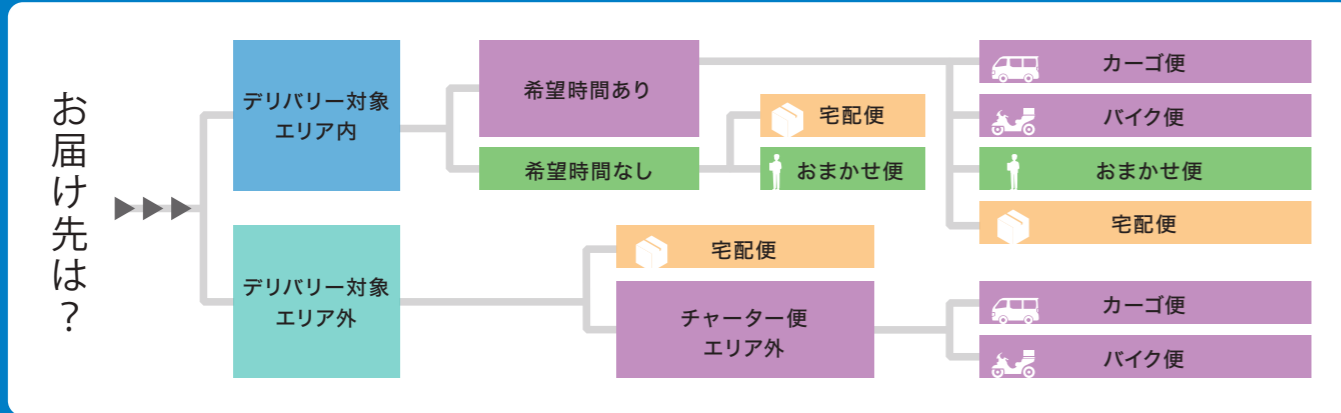 お届け先は？
デリバリー対象
エリア内
希望時間あり
カーゴ便
バイク便
おまかせ便
宅配便
希望時間なし
宅配便
おまかせ便
デリバリー対象
エリア外
宅配便
チャーター便
エリア外
カーゴ便
バイク便